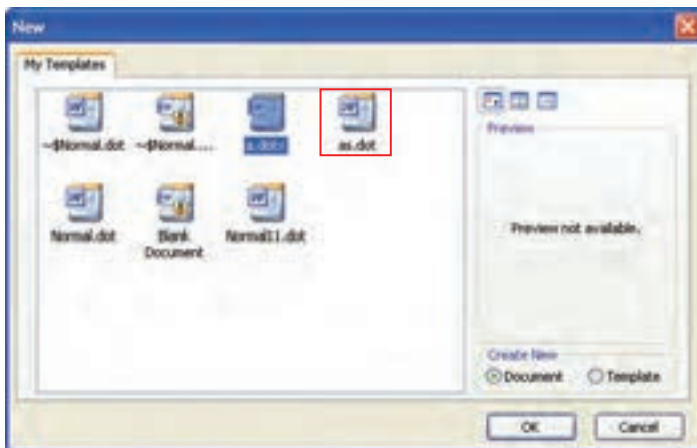 New
My Templates
~$Normal.dot
~$Normal....
as.dot
Normal.dot
Blank
Document
Normal11.dot
Preview
Preview not available.
Create New
Document
Template
OK
Cancel